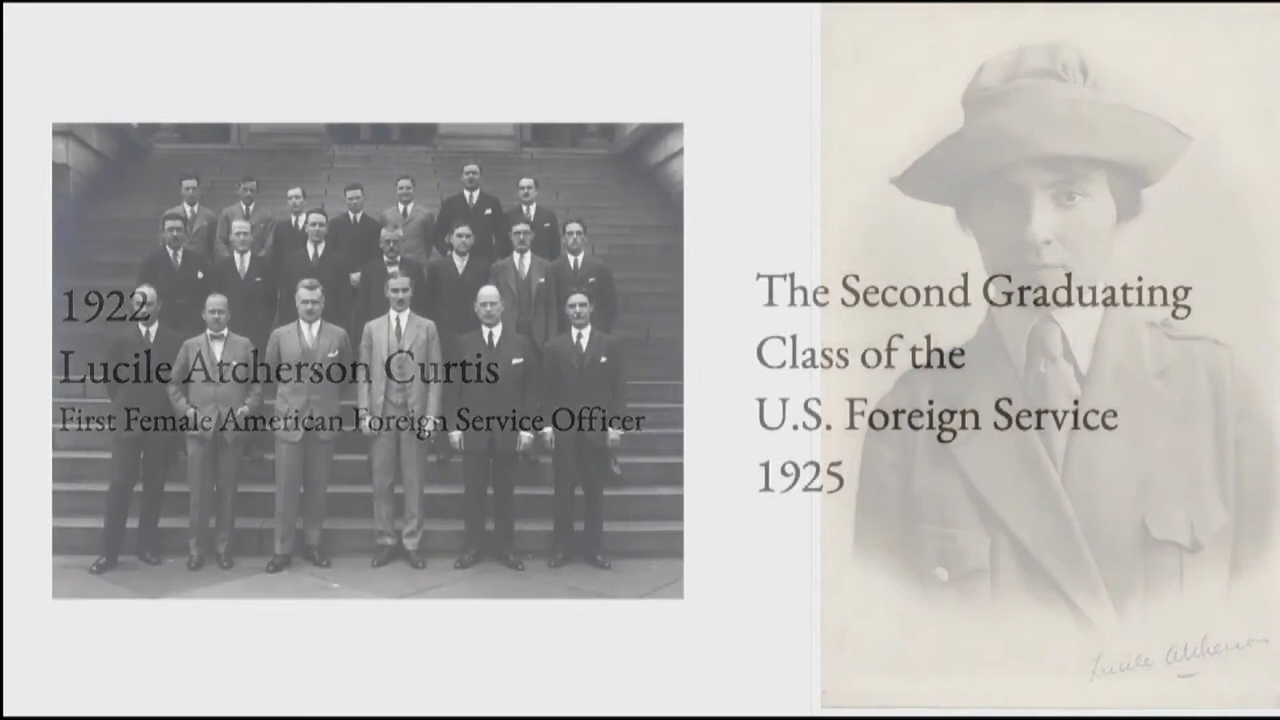 1922
Lucile Atcherson Curtis
First Female American Foreign Service Officer
The Second Graduating
Class of the
U.S. Foreign Service
1925
Lucile Atcherson